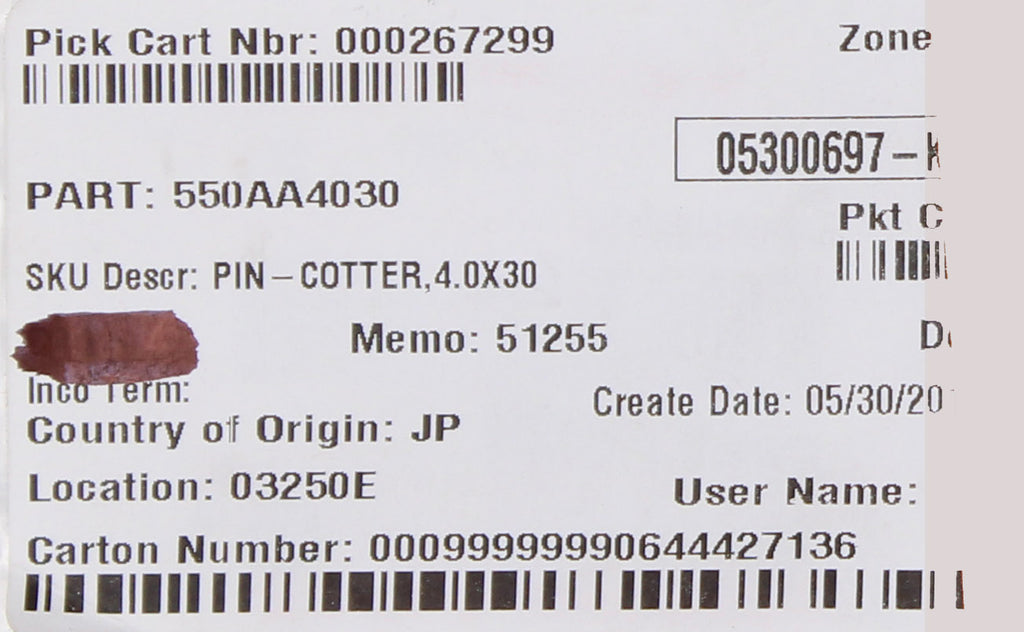 Pick Cart Nbr: 000267299
Zone
05300697-
PART: 550AA4030
Pkt
SKU Descr: PIN-COTTER,4.0X30
Memo: 51255
Inco Term:
Create Date: 05/30/20
Country of Origin: JP
Location: 03250E
User Name:
Carton Number: 00099999990644427136